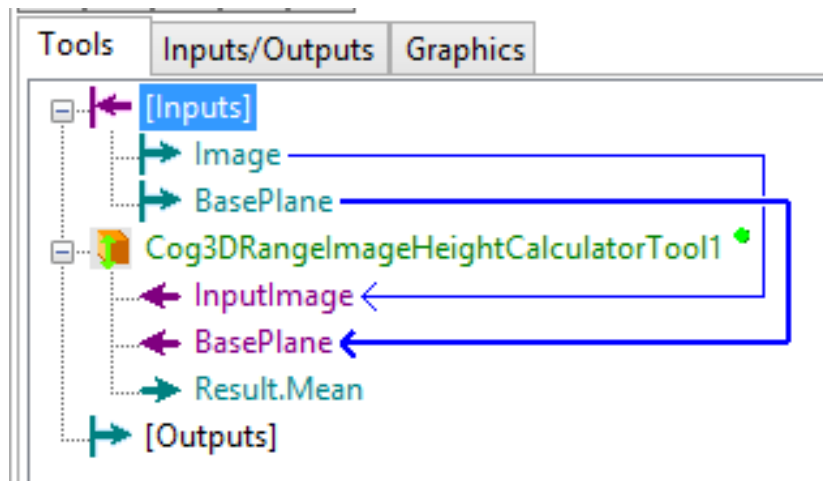 Tools Inputs/Outputs Graphics
[Inputs]
Image
BasePlane
Cog3DRangeImageHeightCalculatorTool1
InputImage
BasePlane
Result.Mean
[Outputs]